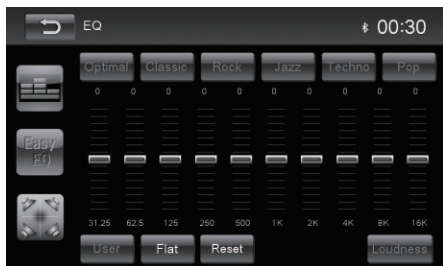 EQ 00:30
Optimal Classic Rock Jazz Techno Pop
0 0 0 0 0 0 0 0 0 0
Easy
EQ
31.25 62.5 125 250 500 1K 2K 4K 8K 16K
User Flat Reset Loudness